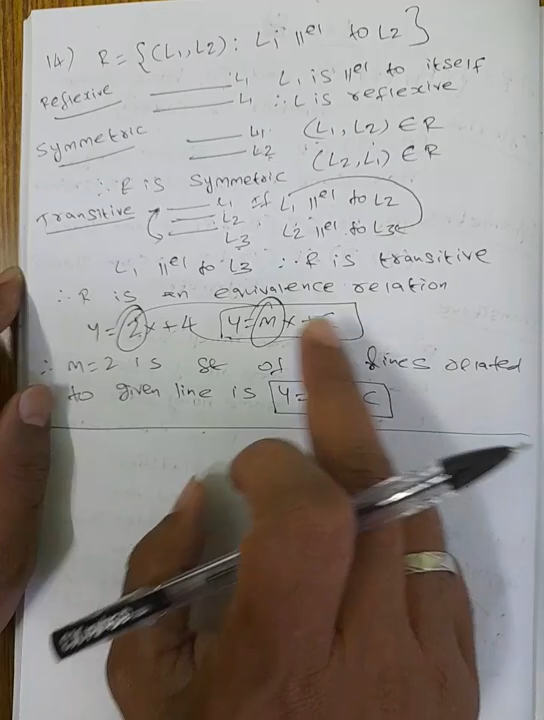 14) R = {(L1, L2) : L1 ||el to L2}
Reflexive L1 L1 is ||el to itself
L1 ∴ L is reflexive
Symmetric L1 (L1, L2) ∈ R
L2 (L2, L1) ∈ R
∴ R is Symmetric
Transitive L1 If L1 ||el to L2
L2
L3 L2 ||el to L3
L1 ||el to L3 ∴ R is transitive
∴ R is an equivalence relation
y = 2x + 4 y = mx +
∴ m = 2 is of lines related
to given line is y = C